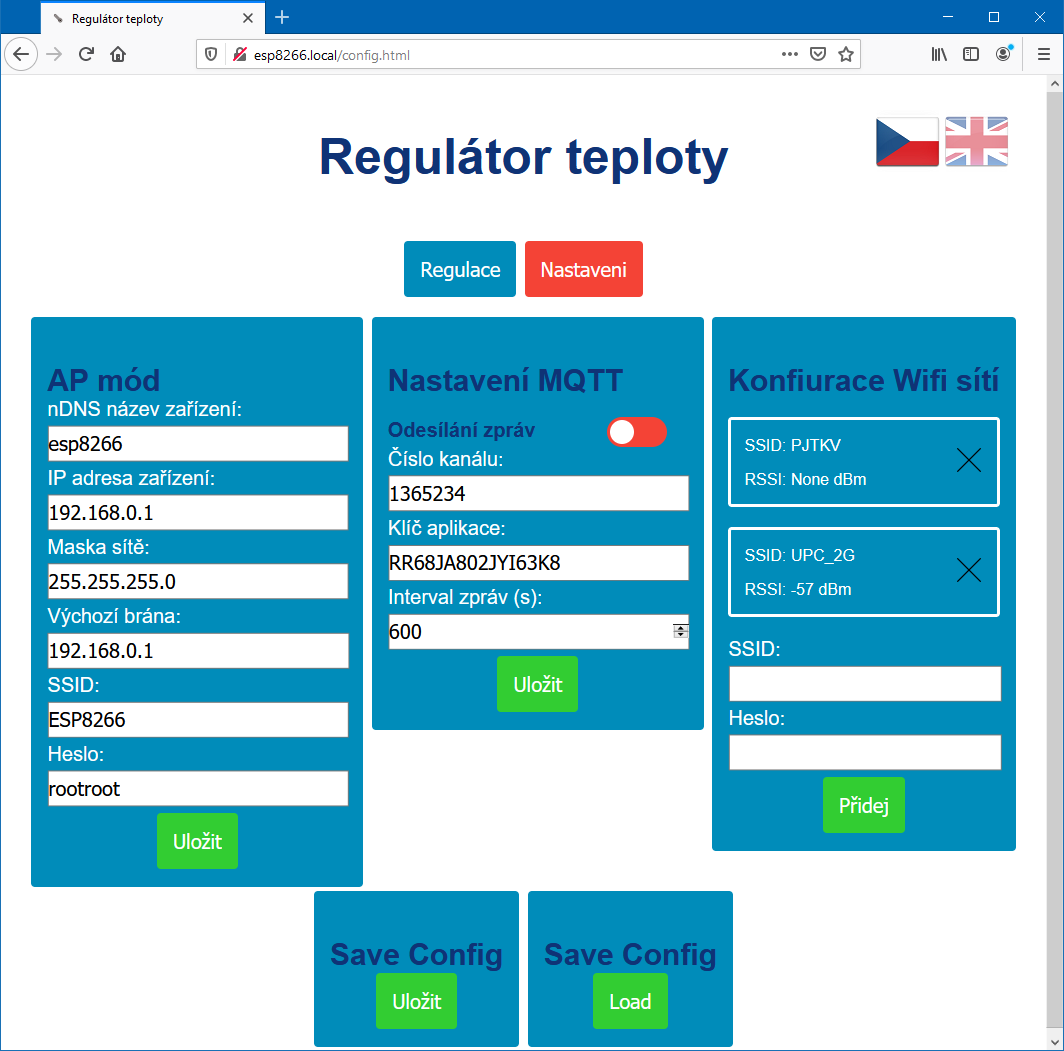 Regulátor teploty
esp8266.local/config.html
Regulátor teploty
Regulace
Nastaveni
AP mód
nDNS název zařízení:
esp8266
IP adresa zařízení:
192.168.0.1
Maska sítě:
255.255.255.0
Výchozí brána:
192.168.0.1
SSID:
ESP8266
Heslo:
rootroot
Uložit
Nastavení MQTT
Odesílání zpráv
Číslo kanálu:
1365234
Klíč aplikace:
RR68JA802JYI63K8
Interval zpráv (s):
600
Uložit
Konfiurace Wifi sítí
SSID: PJTKV
RSSI: None dBm
SSID: UPC_2G
RSSI: -57 dBm
SSID:
Heslo:
Přidej
Save Config
Uložit
Save Config
Load